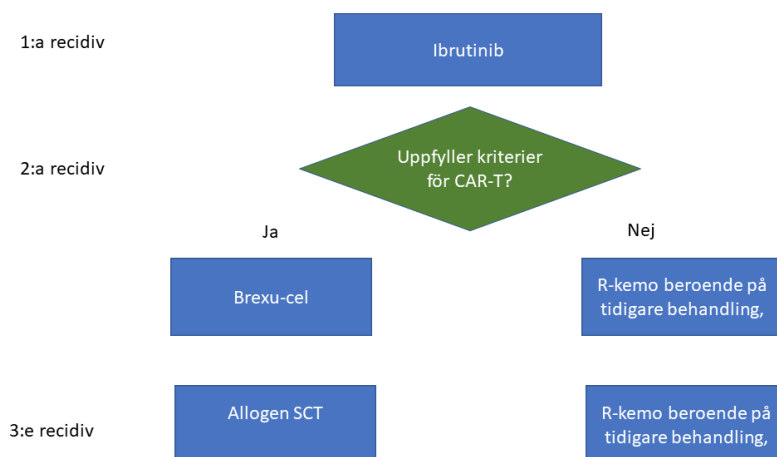 1:a recidiv
Ibrutinib
2:a recidiv
Uppfyller kriterier
för CAR-T?
Ja
Nej
Brexu-cel
R-kemo beroende på
tidigare behandling,
3:e recidiv
Allogen SCT
R-kemo beroende på
tidigare behandling,